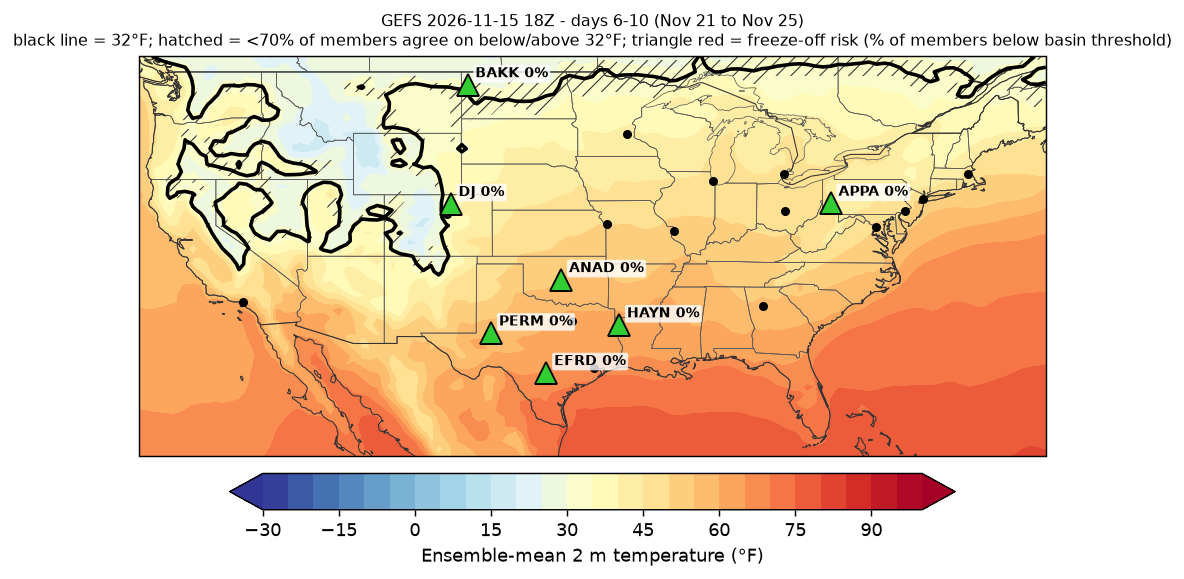 GEFS 2026-11-15 18Z - days 6-10 (Nov 21 to Nov 25)
black line = 32°F; hatched = <70% of members agree on below/above 32°F; triangle red = freeze-off risk (% of members below basin threshold)
BAKK 0%
DJ 0%
APPA 0%
ANAD 0%
HAYN 0%
PERM 0%
EFRD 0%
−30 −15 0 15 30 45 60 75 90
Ensemble-mean 2 m temperature (°F)